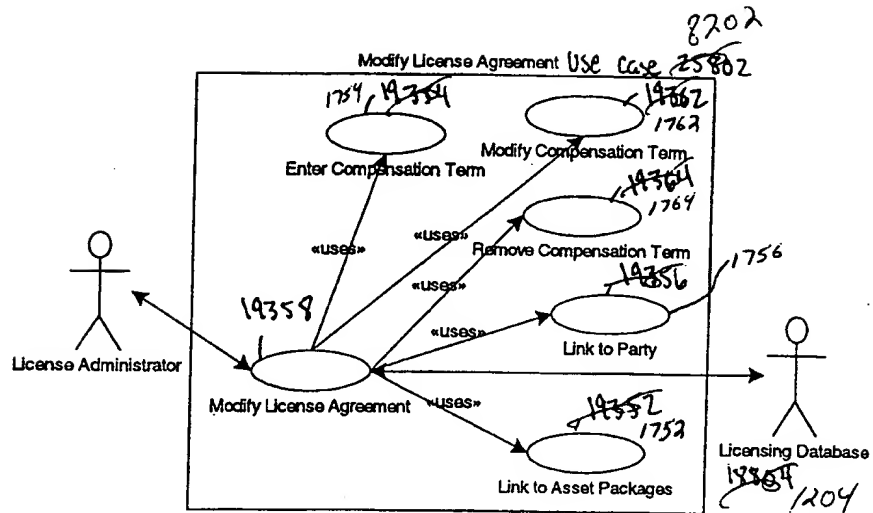 8202
Modify License Agreement Use case 25802
1754 19354
19362
1762
Enter Compensation Term
Modify Compensation Term
19364
1764
«uses»
«uses»
Remove Compensation Term
«uses»
19356
1756
19358
«uses»
License Administrator
Link to Party
Modify License Agreement
«uses»
19352
1752
Licensing Database
Link to Asset Packages
18804
1204